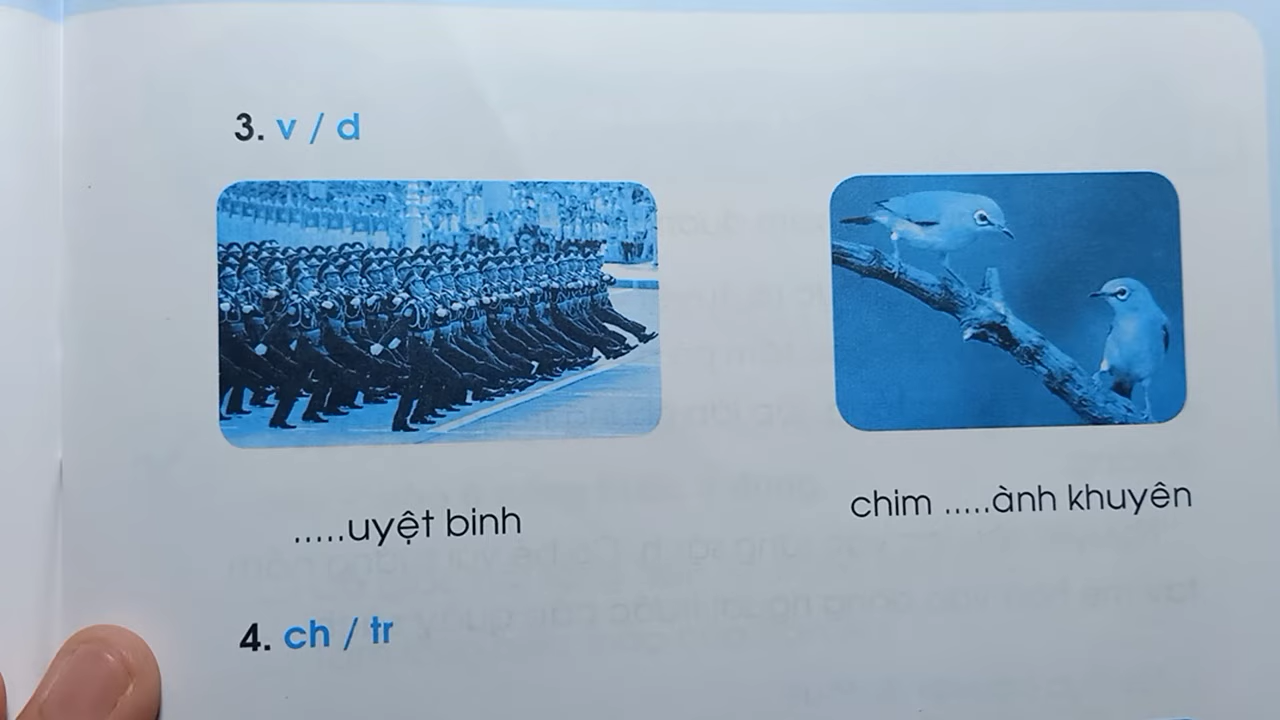 3. v / d
.....uyệt binh
chim .....ành khuyên
4. ch / tr